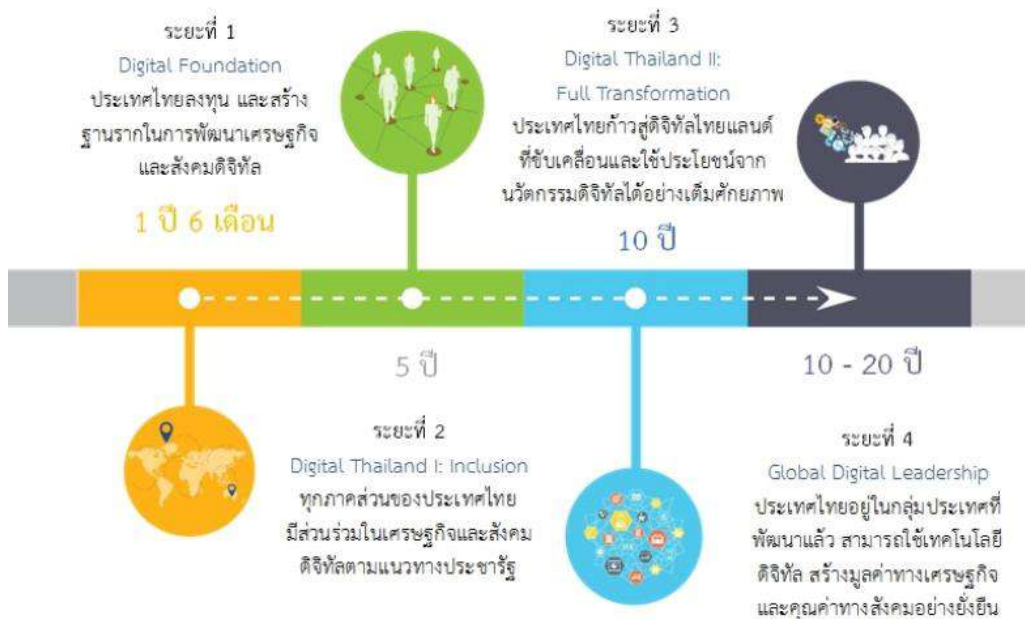 ระยะที่ 1
Digital Foundation
ประเทศไทยลงทุน และสร้าง
ฐานรากในการพัฒนาเศรษฐกิจ
และสังคมดิจิทัล
1 ปี 6 เดือน
5 ปี
ระยะที่ 2
Digital Thailand I: Inclusion
ทุกภาคส่วนของประเทศไทย
มีส่วนร่วมในเศรษฐกิจและสังคม
ดิจิทัลตามแนวทางประชารัฐ
ระยะที่ 3
Digital Thailand II:
Full Transformation
ประเทศไทยก้าวสู่ดิจิทัลไทยแลนด์
ที่ขับเคลื่อนและใช้ประโยชน์จาก
นวัตกรรมดิจิทัลได้อย่างเต็มศักยภาพ
10 ปี
10 - 20 ปี
ระยะที่ 4
Global Digital Leadership
ประเทศไทยอยู่ในกลุ่มประเทศที่
พัฒนาแล้ว สามารถใช้เทคโนโลยี
ดิจิทัล สร้างมูลค่าทางเศรษฐกิจ
และคุณค่าทางสังคมอย่างยั่งยืน